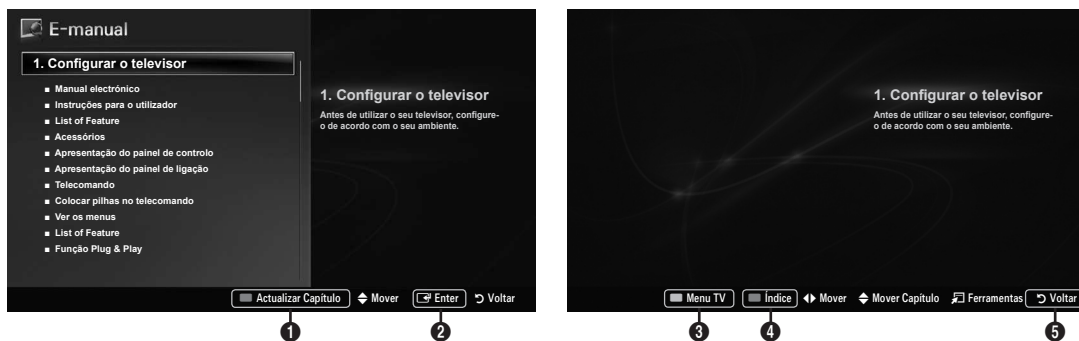 E-manual
1. Configurar o televisor
■ Manual electrónico
■ Instruções para o utilizador
■ List of Feature
■ Acessórios
■ Apresentação do painel de controlo
■ Apresentação do painel de ligação
■ Telecomando
■ Colocar pilhas no telecomando
■ Ver os menus
■ List of Feature
■ Função Plug & Play
1. Configurar o televisor
Antes de utilizar o seu televisor, configure-
o de acordo com o seu ambiente.
Actualizar Capítulo Mover Enter Voltar
1 2
1. Configurar o televisor
Antes de utilizar o seu televisor, configure-
o de acordo com o seu ambiente.
Menu TV Índice Mover Mover Capítulo Ferramentas Voltar
3 4 5